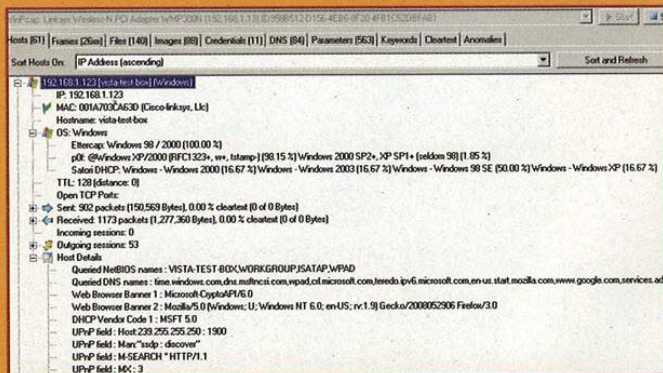 WinPcap: Linksys Wireless-N PCI Adapter WMP300N (192.168.1.13)
Start
Hosts (61) Frames (26xx) Files (140) Images (88) Credentials (11) DNS (84) Parameters (563) Keywords Cleartext Anomalies
Sort Hosts On: IP Address (ascending) Sort and Refresh
192.168.1.123 [vista-test-box] (Windows)
IP: 192.168.1.123
MAC: 001A703CA63D (Cisco-linksys, Llc)
Hostname: vista-test-box
OS: Windows
Ettercap: Windows 98 / 2000 (100.00 %)
p0f: @Windows XP/2000 (RFC1323+, w+, tstamp-) (98.15 %) Windows 2000 SP2+, XP SP1+ (seldom 98) (1.85 %)
Satori DHCP: Windows - Windows 2000 (16.67 %) Windows - Windows 2003 (16.67 %) Windows - Windows 98 SE (50.00 %) Windows - Windows XP (16.67 %)
TTL: 128 (distance: 0)
Open TCP Ports:
Sent: 902 packets (150,569 Bytes), 0.00 % cleartext (0 of 0 Bytes)
Received: 1173 packets (1,277,360 Bytes), 0.00 % cleartext (0 of 0 Bytes)
Incoming sessions: 0
Outgoing sessions: 53
Host Details
Queried NetBIOS names : VISTA-TEST-BOX,WORKGROUP,ISATAP,WPAD
Queried DNS names : time.windows.com,dns.msftncsi.com,wpad,crl.microsoft.com,teredo.ipv6.microsoft.com,en-us.start.mozilla.com,www.google.com,services.ad
Web Browser Banner 1 : Microsoft-CryptoAPI/6.0
Web Browser Banner 2 : Mozilla/5.0 (Windows; U; Windows NT 6.0; en-US; rv:1.9) Gecko/2008052906 Firefox/3.0
DHCP Vendor Code 1 : MSFT 5.0
UPnP field : Host:239.255.255.250 : 1900
UPnP field : Man:"ssdp : discover"
UPnP field : M-SEARCH * HTTP/1.1
UPnP field : MX : 3